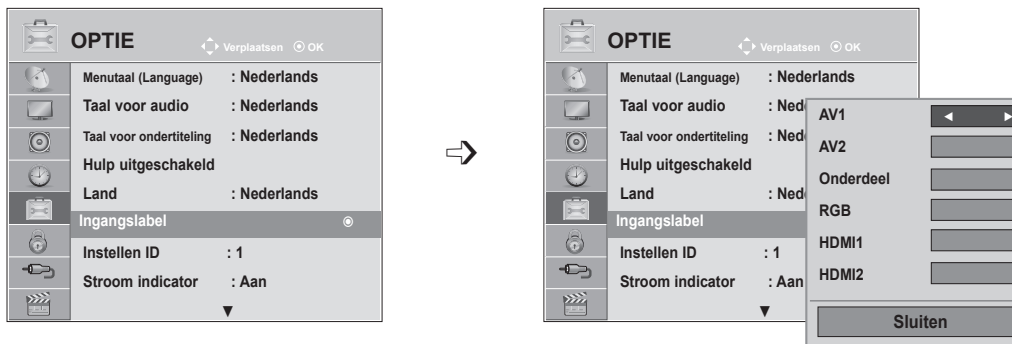 OPTIE
Verplaatsen OK
Menutaal (Language) : Nederlands
Taal voor audio : Nederlands
Taal voor ondertiteling : Nederlands
Hulp uitgeschakeld
Land : Nederlands
Ingangslabel
Instellen ID : 1
Stroom indicator : Aan
OPTIE
Verplaatsen OK
Menutaal (Language) : Nederlands
Taal voor audio : Ned
Taal voor ondertiteling : Ned
Hulp uitgeschakeld
Land : Ned
Ingangslabel
Instellen ID : 1
Stroom indicator : Aan
AV1
AV2
Onderdeel
RGB
HDMI1
HDMI2
Sluiten